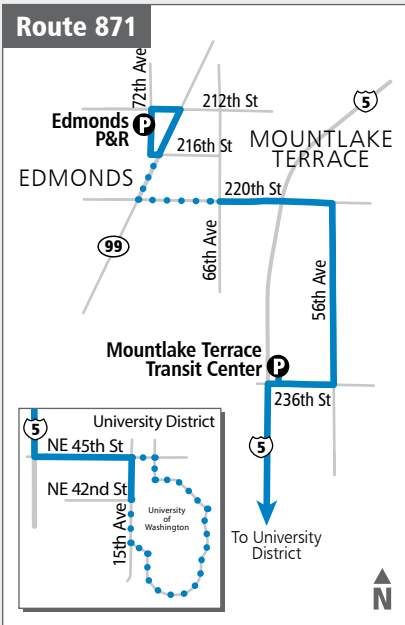 Route 871
72th Ave
212th St
5
Edmonds
P&R
P
216th St
MOUNTLAKE
TERRACE
EDMONDS
220th St
99
66th Ave
56th Ave
Mountlake Terrace
Transit Center
P
236th St
5
To University
District
N
University District
5
NE 45th St
NE 42nd St
15th Ave
University
of
Washington